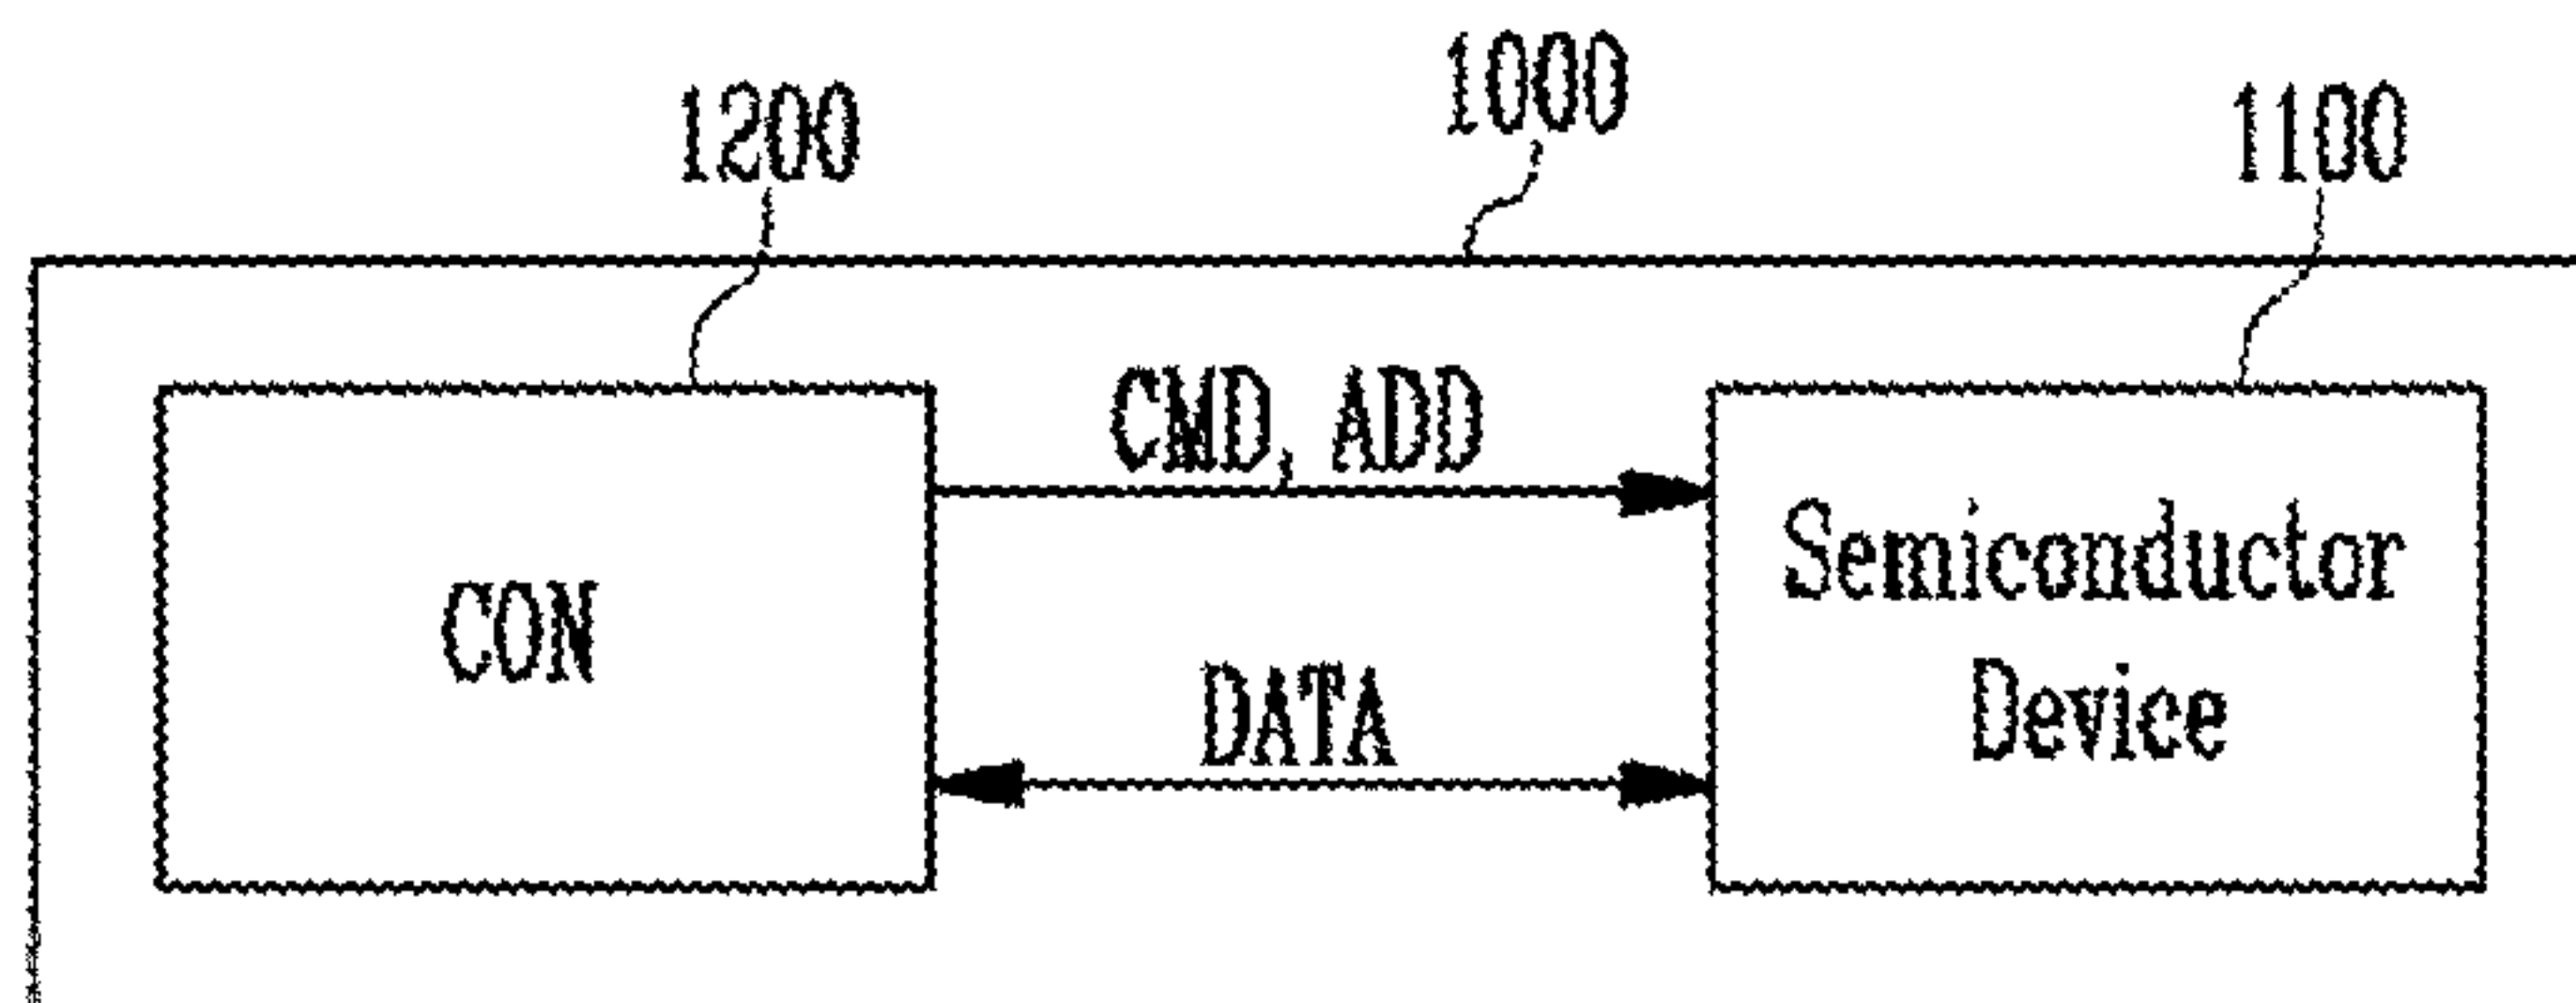 1000
1200
1100
CMD, ADD
CON
Semiconductor
Device
DATA